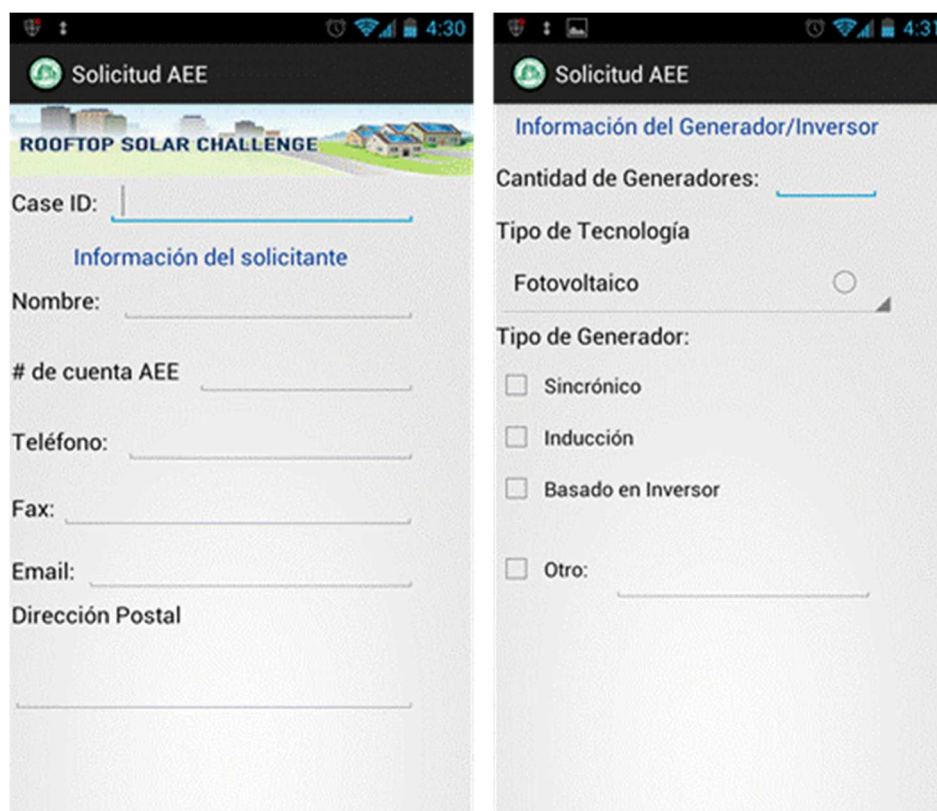 4:30
Solicitud AEE
ROOFTOP SOLAR CHALLENGE
Case ID:
Información del solicitante
Nombre:
# de cuenta AEE
Teléfono:
Fax:
Email:
Dirección Postal
4:31
Solicitud AEE
Información del Generador/Inversor
Cantidad de Generadores:
Tipo de Tecnología
Fotovoltaico
Tipo de Generador:
Sincrónico
Inducción
Basado en Inversor
Otro: